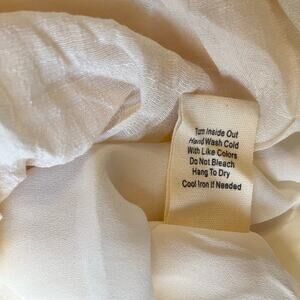 Turn Inside Out
Hand Wash Cold
With Like Colors
Do Not Bleach
Hang To Dry
Cool Iron If Needed